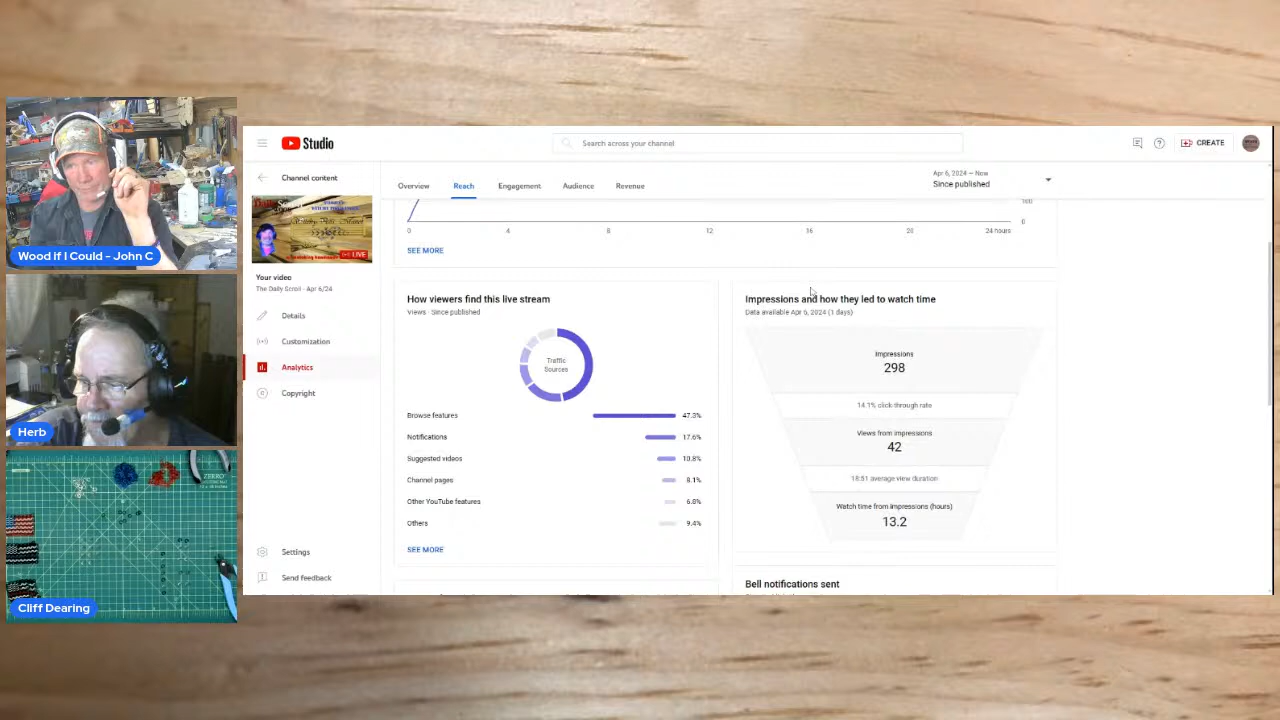 Wood if I Could - John C
Herb
ZEERO
Cliff Dearing
Studio
Search across your channel
CREATE
Channel content
LIVE
Your video
The Daily Scroll - Apr 6/24
Details
Customization
Analytics
Copyright
Settings
Send feedback
Overview
Reach
Engagement
Audience
Revenue
Apr 6, 2024 – Now
Since published
100
0
0
4
8
12
16
20
24 hours
SEE MORE
How viewers find this live stream
Views · Since published
Traffic
Sources
Browse features 47.3%
Notifications 17.6%
Suggested videos 10.8%
Channel pages 8.1%
Other YouTube features 6.8%
Others 9.4%
SEE MORE
Impressions and how they led to watch time
Data available Apr 6, 2024 (1 days)
Impressions
298
14.1% click-through rate
Views from impressions
42
18:51 average view duration
Watch time from impressions (hours)
13.2
Bell notifications sent